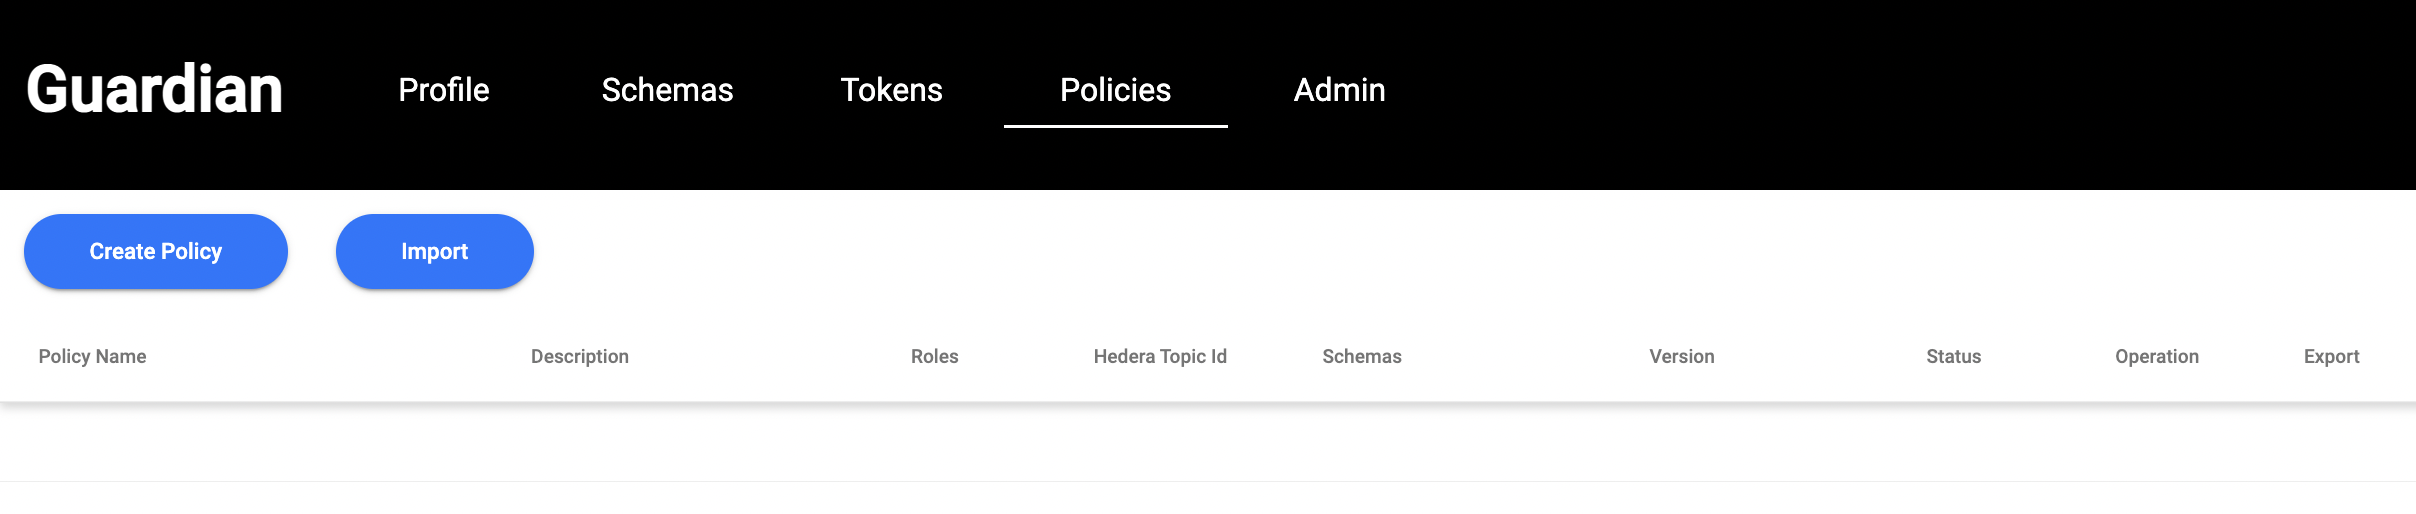 Guardian Profile Schemas Tokens Policies Admin
Create Policy Import
Policy Name Description Roles Hedera Topic Id Schemas Version Status Operation Export